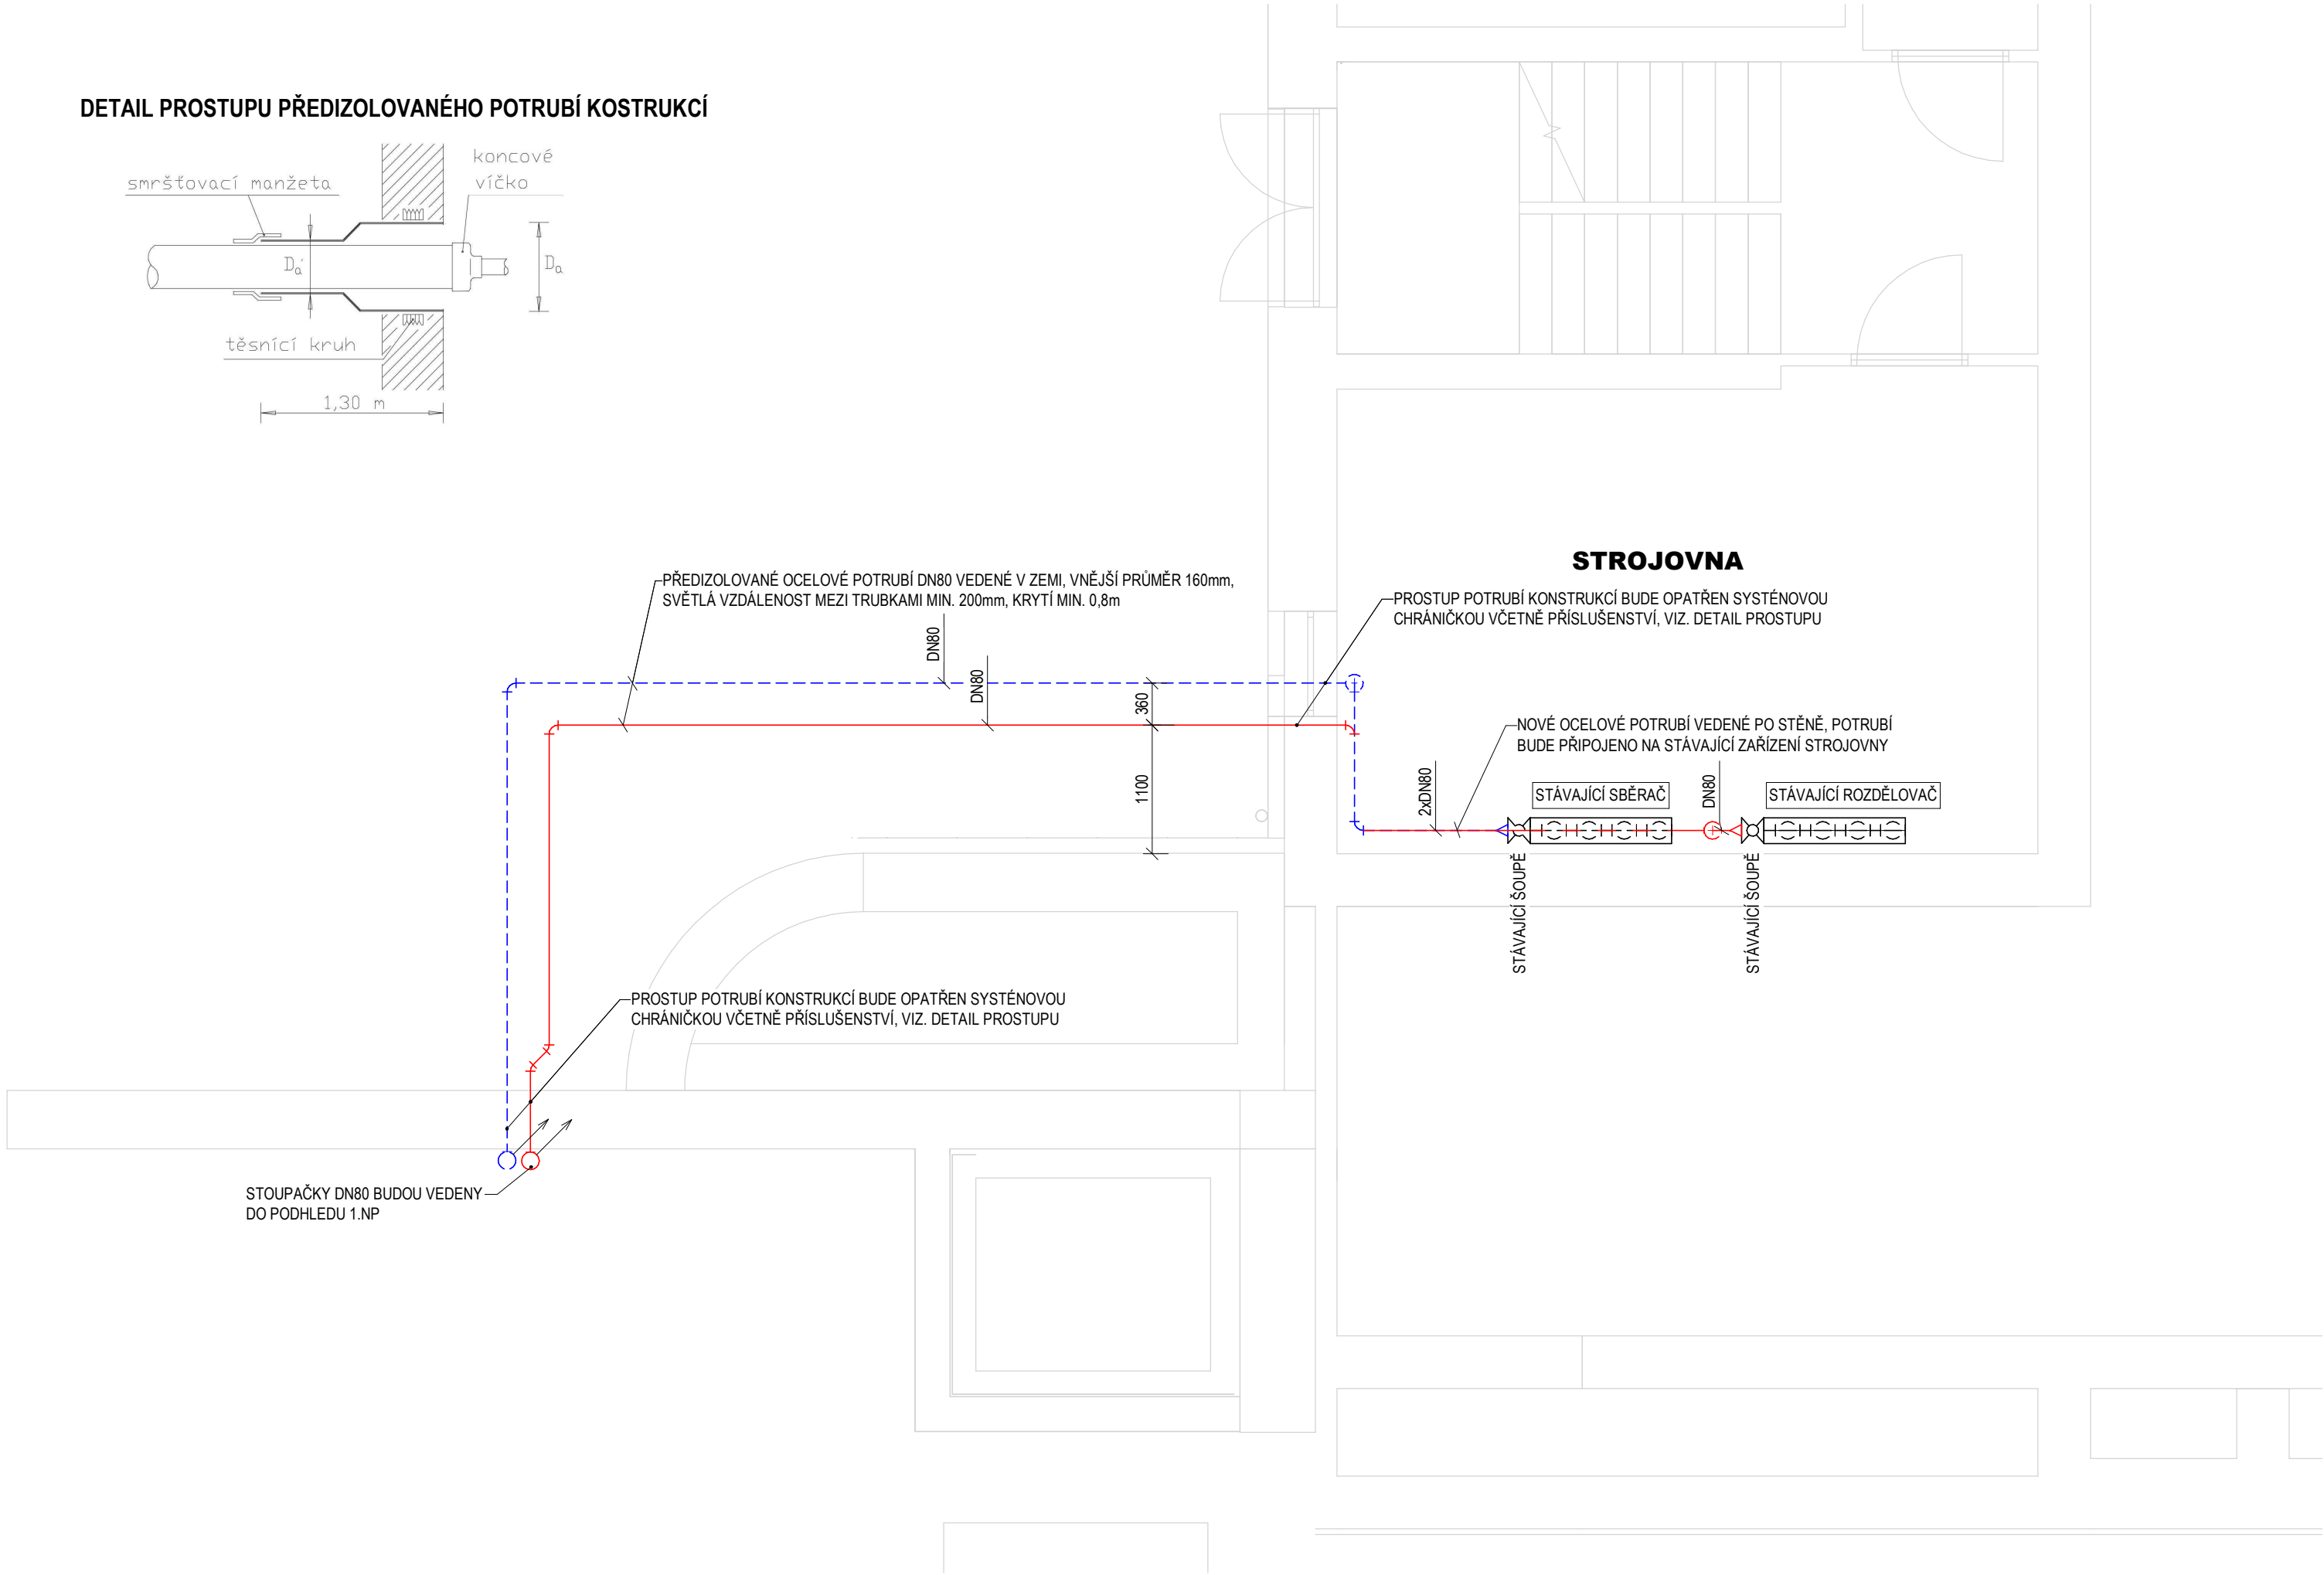 DETAIL PROSTUPU PŘEDIZOLOVANÉHO POTRUBÍ KOSTRUKCÍ
smršťovací manžeta
koncové
víčko
Da´
Da
těsnící kruh
1,30 m
STROJOVNA
PŘEDIZOLOVANÉ OCELOVÉ POTRUBÍ DN80 VEDENÉ V ZEMI, VNĚJŠÍ PRŮMĚR 160mm,
SVĚTLÁ VZDÁLENOST MEZI TRUBKAMI MIN. 200mm, KRYTÍ MIN. 0,8m
PROSTUP POTRUBÍ KONSTRUKCÍ BUDE OPATŘEN SYSTÉNOVOU
CHRÁNIČKOU VČETNĚ PŘÍSLUŠENSTVÍ, VIZ. DETAIL PROSTUPU
DN80
DN80
360
1100
NOVÉ OCELOVÉ POTRUBÍ VEDENÉ PO STĚNĚ, POTRUBÍ
BUDE PŘIPOJENO NA STÁVAJÍCÍ ZAŘÍZENÍ STROJOVNY
2xDN80
STÁVAJÍCÍ SBĚRAČ
DN80
STÁVAJÍCÍ ROZDĚLOVAČ
STÁVAJÍCÍ ŠOUPĚ
STÁVAJÍCÍ ŠOUPĚ
PROSTUP POTRUBÍ KONSTRUKCÍ BUDE OPATŘEN SYSTÉNOVOU
CHRÁNIČKOU VČETNĚ PŘÍSLUŠENSTVÍ, VIZ. DETAIL PROSTUPU
STOUPAČKY DN80 BUDOU VEDENY
DO PODHLEDU 1.NP